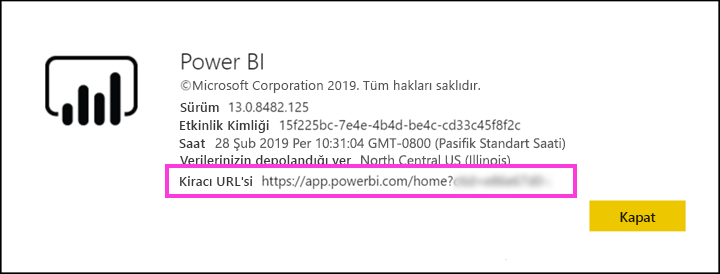 Power BI
©Microsoft Corporation 2019. Tüm hakları saklıdır.
Sürüm 13.0.8482.125
Etkinlik Kimliği 15f225bc-7e4e-4b4d-be4c-cd33c45f8f2c
Saat 28 Şub 2019 Per 10:31:04 GMT-0800 (Pasifik Standart Saati)
Verilerinizin depolandığı yer North Central US (Illinois)
Kiracı URL'si https://app.powerbi.com/home?
Kapat